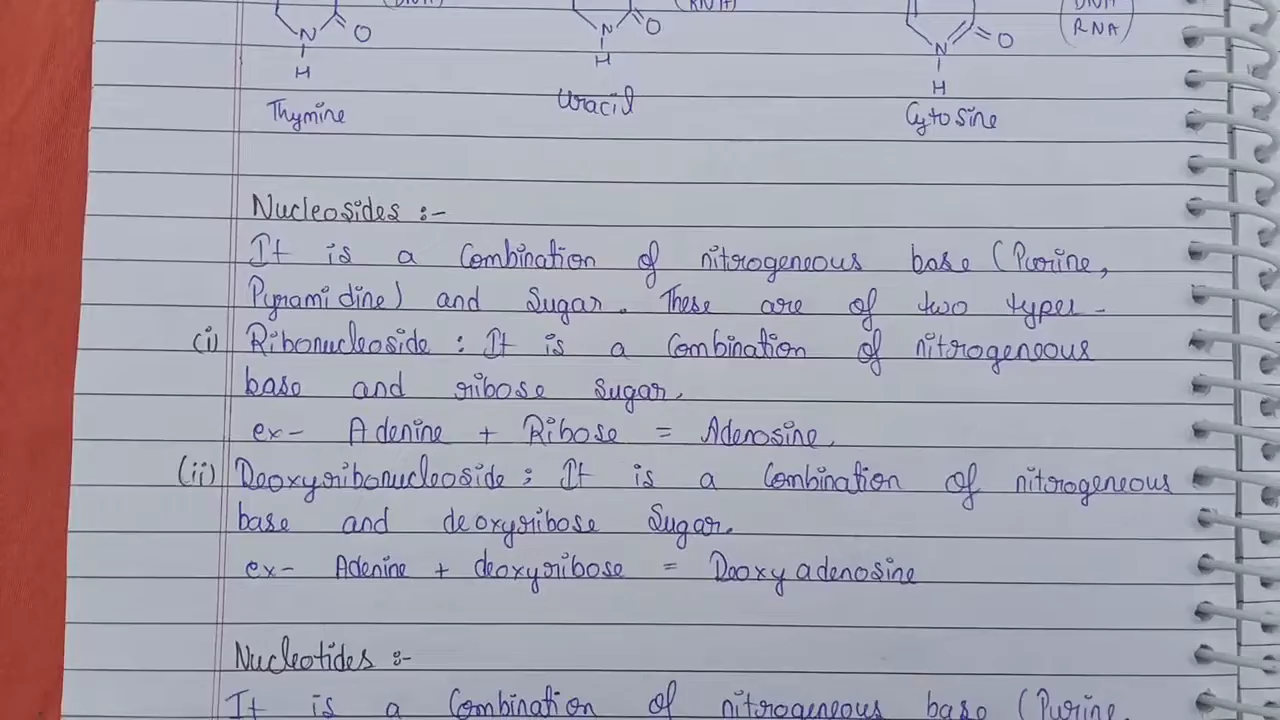 N O N O O
H H N
Thymine Uracil H
Cytosine
RNA)
Nucleosides :-
It is a Combination of nitrogeneous base (Purine,
Pyramidine) and Sugar. These are of two types -
(i) Ribonucleoside : It is a Combination of nitrogeneous
base and ribose Sugar.
ex- Adenine + Ribose = Adenosine.
(ii) Deoxyribonucleoside : It is a Combination of nitrogeneous
base and deoxyribose Sugar.
ex- Adenine + deoxyribose = Deoxyadenosine
Nucleotides :-
It is a Combination of nitrogeneous base (Purine,